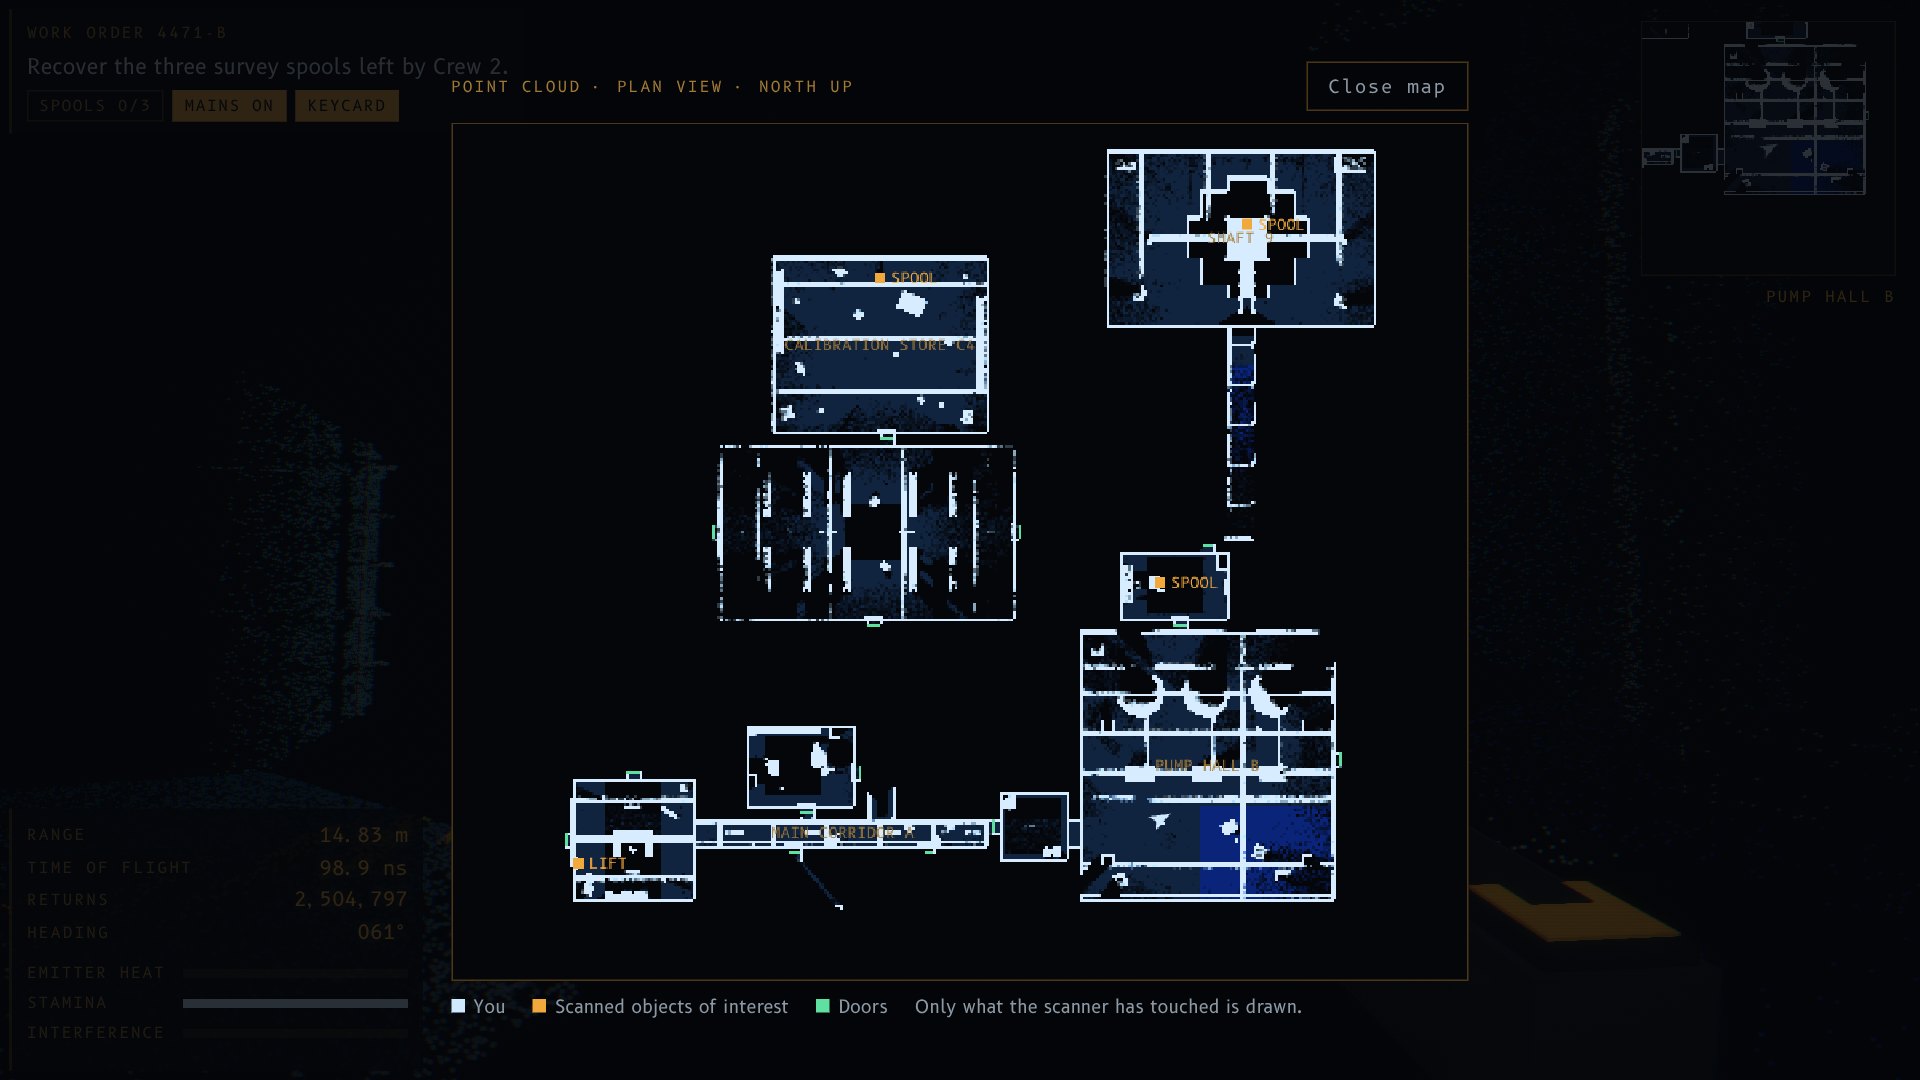 WORK ORDER 4471-B
Recover the three survey spools left by Crew 2.
SPOOLS 0/3
MAINS ON
KEYCARD
POINT CLOUD · PLAN VIEW · NORTH UP
Close map
SPOOL
SHAFT 9
SPOOL
CALIBRATION STORE C4
SPOOL
PUMP HALL B
MAIN CORRIDOR A
LIFT
PUMP HALL B
RANGE 14.83 m
TIME OF FLIGHT 98.9 ns
RETURNS 2,504,797
HEADING 061°
EMITTER HEAT
STAMINA
INTERFERENCE
You
Scanned objects of interest
Doors
Only what the scanner has touched is drawn.